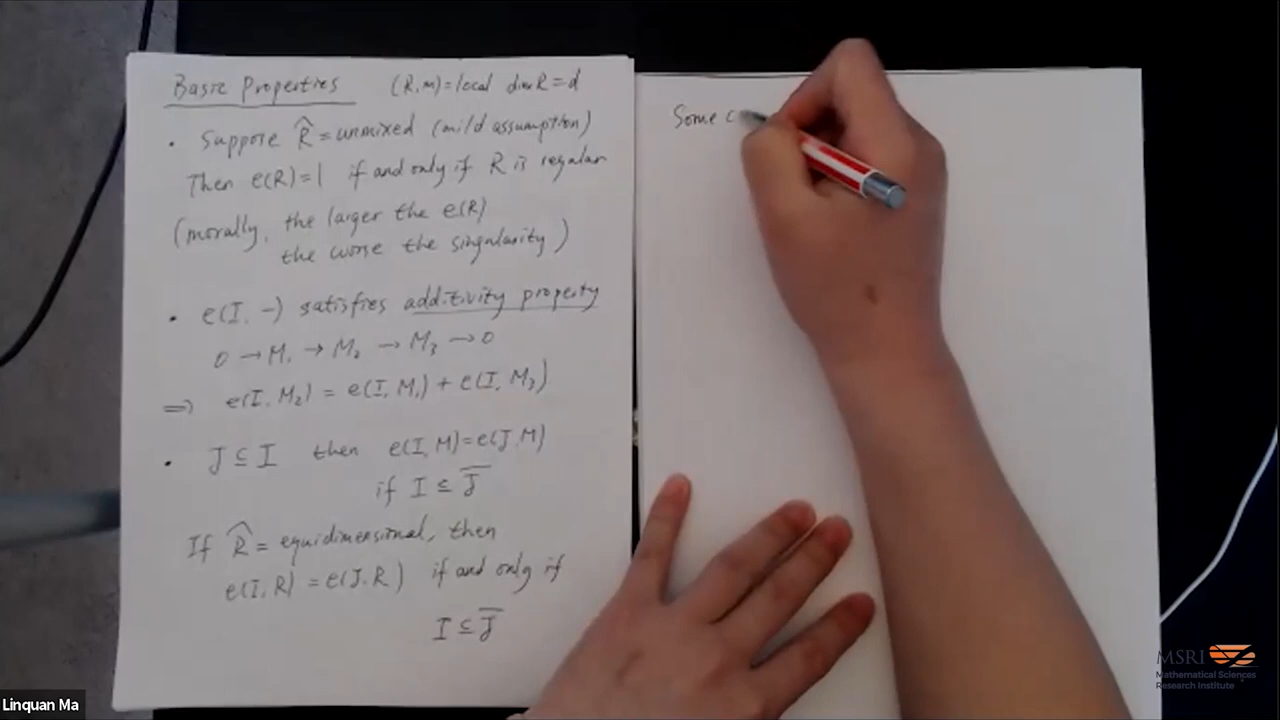 Basic Properties (R,m)=local dim R=d
• Suppose R̂ = unmixed (mild assumption)
Then e(R)=1 if and only if R is regular
(morally, the larger the e(R)
the worse the singularity)
• e(I,-) satisfies additivity property
0 → M₁ → M₂ → M₃ → 0
⇒ e(I,M₂) = e(I,M₁) + e(I,M₃)
• J ⊆ I then e(I,M)=e(J,M)
if I ⊆ J̅
If R̂ = equidimensional, then
e(I,R) = e(J,R) if and only if
I ⊆ J̅
Some c
MSRI
Mathematical Sciences
Research Institute
Linquan Ma